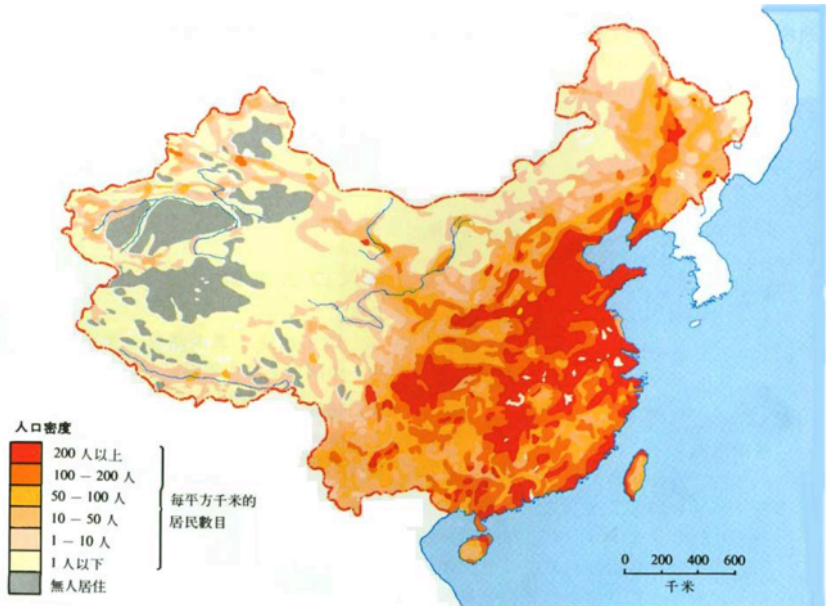 人口密度
200 人以上
100 — 200 人
50 — 100 人
10 — 50 人
1 — 10 人
1 人以下
無人居住
每平方千米的
居民數目
0 200 400 600
千米